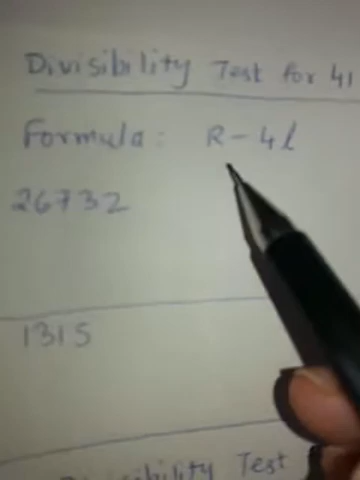 Divisibility Test for 41
Formula: R - 4l
26732
1315
Divisibility Test